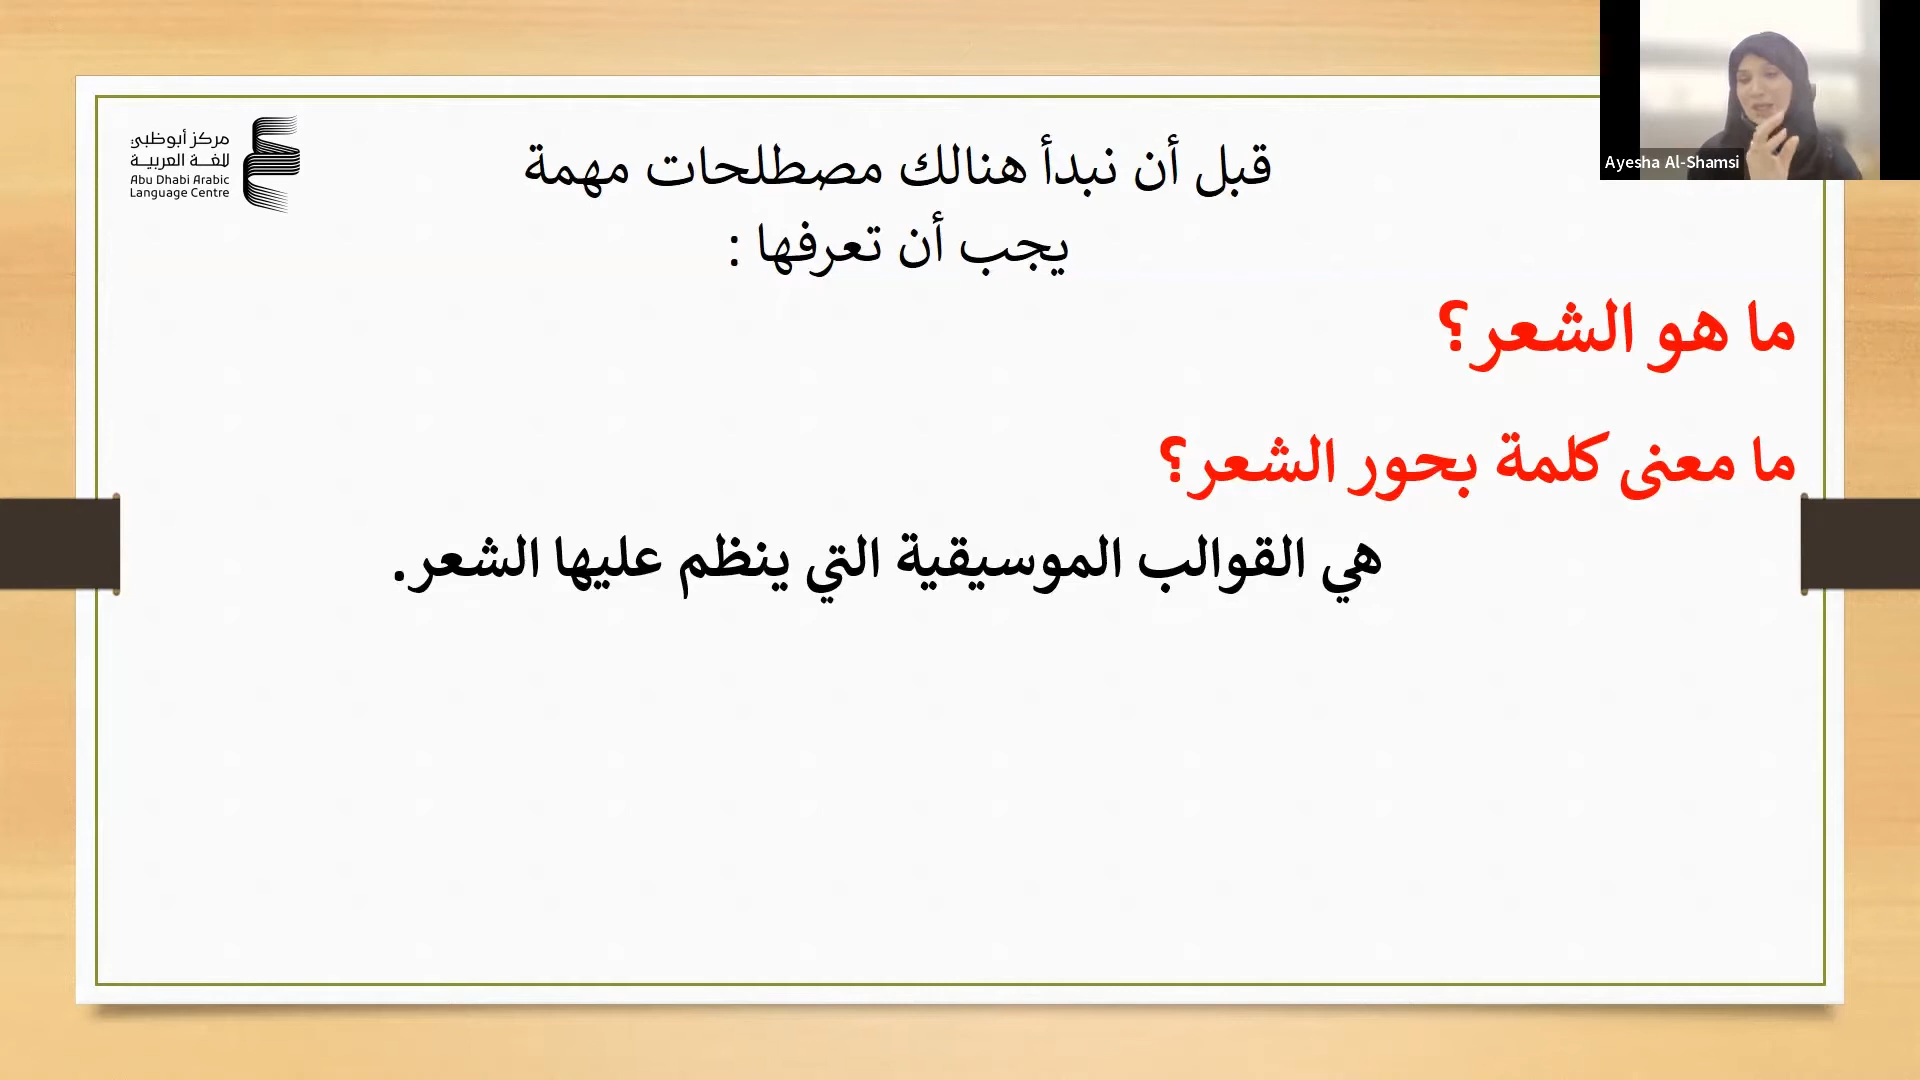 مركز أبوظبي
للغة العربية
Abu Dhabi Arabic
Language Centre
Ayesha Al-Shamsi
قبل أن نبدأ هنالك مصطلحات مهمة
يجب أن تعرفها :
ما هو الشعر؟
ما معنى كلمة بحور الشعر؟
هي القوالب الموسيقية التي ينظم عليها الشعر.